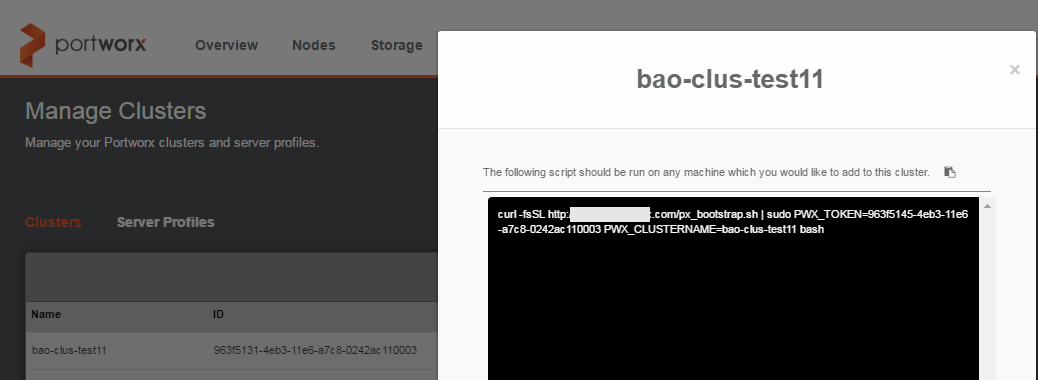 portworx
Overview Nodes Storage
bao-clus-test11
×
Manage Clusters
Manage your Portworx clusters and server profiles.
The following script should be run on any machine which you would like to add to this cluster.
curl -fsSL http: .com/px_bootstrap.sh | sudo PWX_TOKEN=963f5145-4eb3-11e6
-a7c8-0242ac110003 PWX_CLUSTERNAME=bao-clus-test11 bash
Clusters Server Profiles
Name ID
bao-clus-test11 963f5131-4eb3-11e6-a7c8-0242ac110003